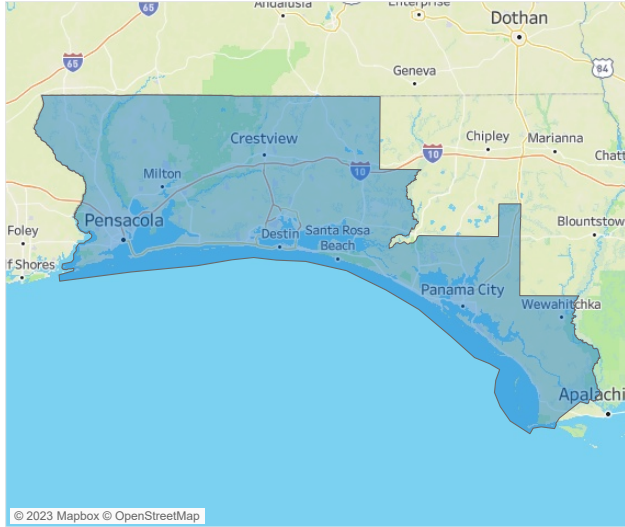 Andalusia
Enterprise
65
Dothan
65
Geneva
84
Crestview
10
Chipley
Marianna
Chatt
10
Milton
Pensacola
Foley
Destin
Santa Rosa
Beach
Blountstow
f Shores
Panama City
Wewahitchka
Apalachi
© 2023 Mapbox © OpenStreetMap